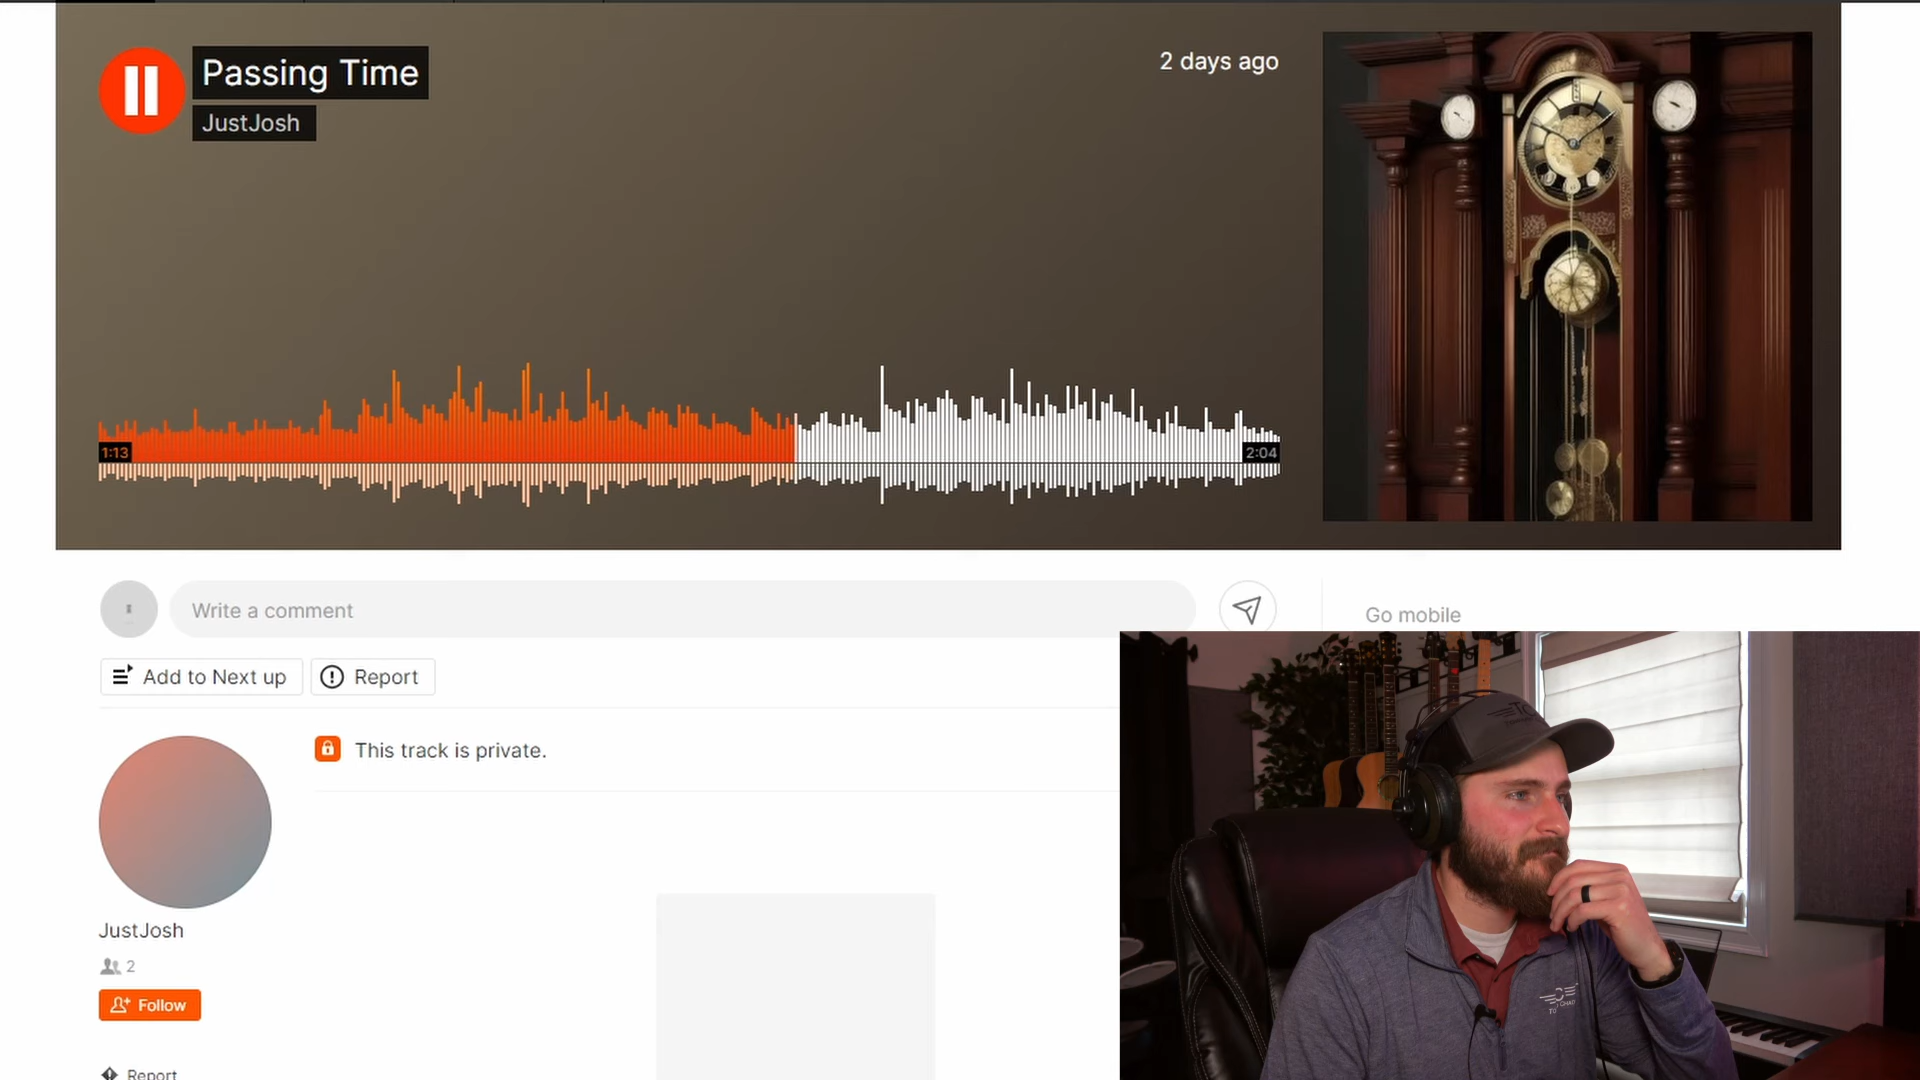 Passing Time
JustJosh
2 days ago
1:13
2:04
Write a comment
Go mobile
Add to Next up
Report
This track is private.
JustJosh
2
Follow
Report